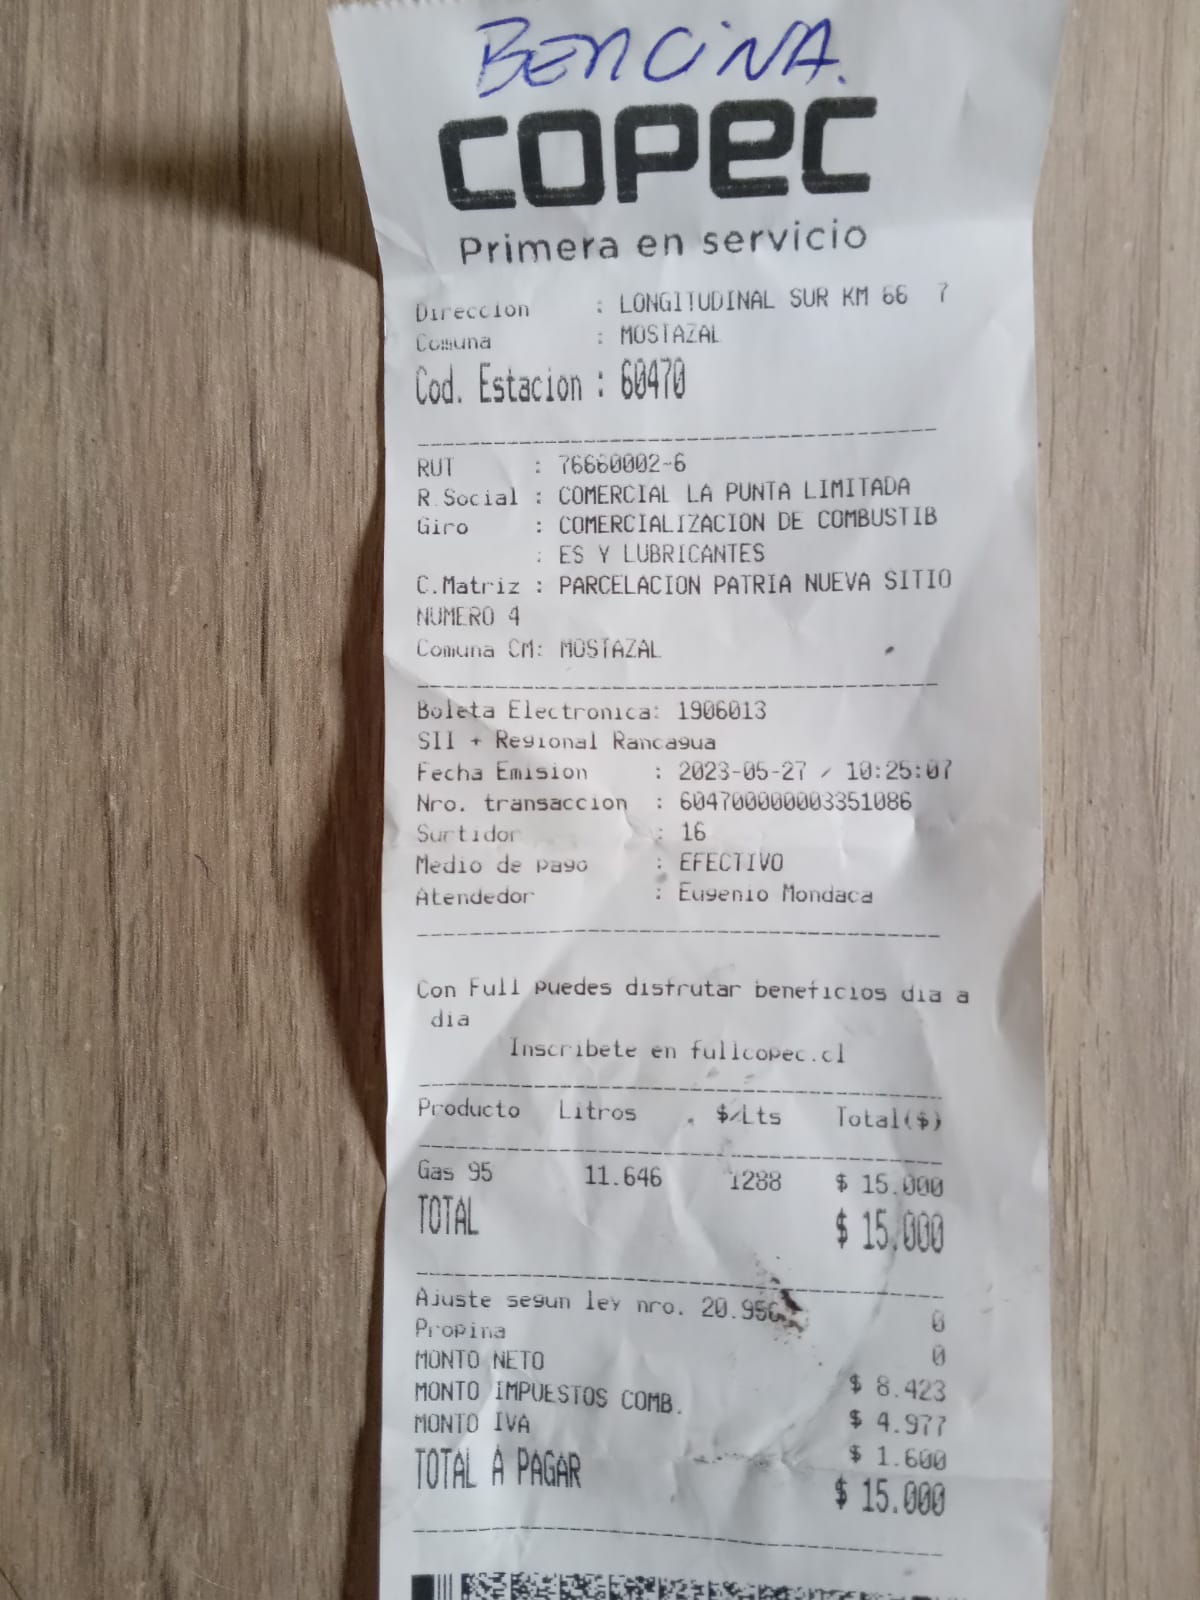 BENCINA.
COPEC
Primera en servicio
Direccion : LONGITUDINAL SUR KM 66 7
Comuna : MOSTAZAL
Cod. Estacion : 60470
RUT : 76660002-6
R.Social : COMERCIAL LA PUNTA LIMITADA
Giro : COMERCIALIZACION DE COMBUSTIB
: ES Y LUBRICANTES
C.Matriz : PARCELACION PATRIA NUEVA SITIO
NUMERO 4
Comuna CM: MOSTAZAL
Boleta Electronica: 1906013
SII + Regional Rancagua
Fecha Emision : 2023-05-27 / 10:25:07
Nro. transaccion : 604700000003351086
Surtidor : 16
Medio de pago : EFECTIVO
Atendedor : Eugenio Mondaca
Con Full puedes disfrutar beneficios dia a
dia
Inscribete en fullcopec.cl
Producto Litros $/Lts Total($)
Gas 95 11.646 1288 $ 15.000
TOTAL $ 15.000
Ajuste segun ley nro. 20.956 0
Propina 0
MONTO NETO $ 8.423
MONTO IMPUESTOS COMB. $ 4.977
MONTO IVA $ 1.600
TOTAL A PAGAR $ 15.000